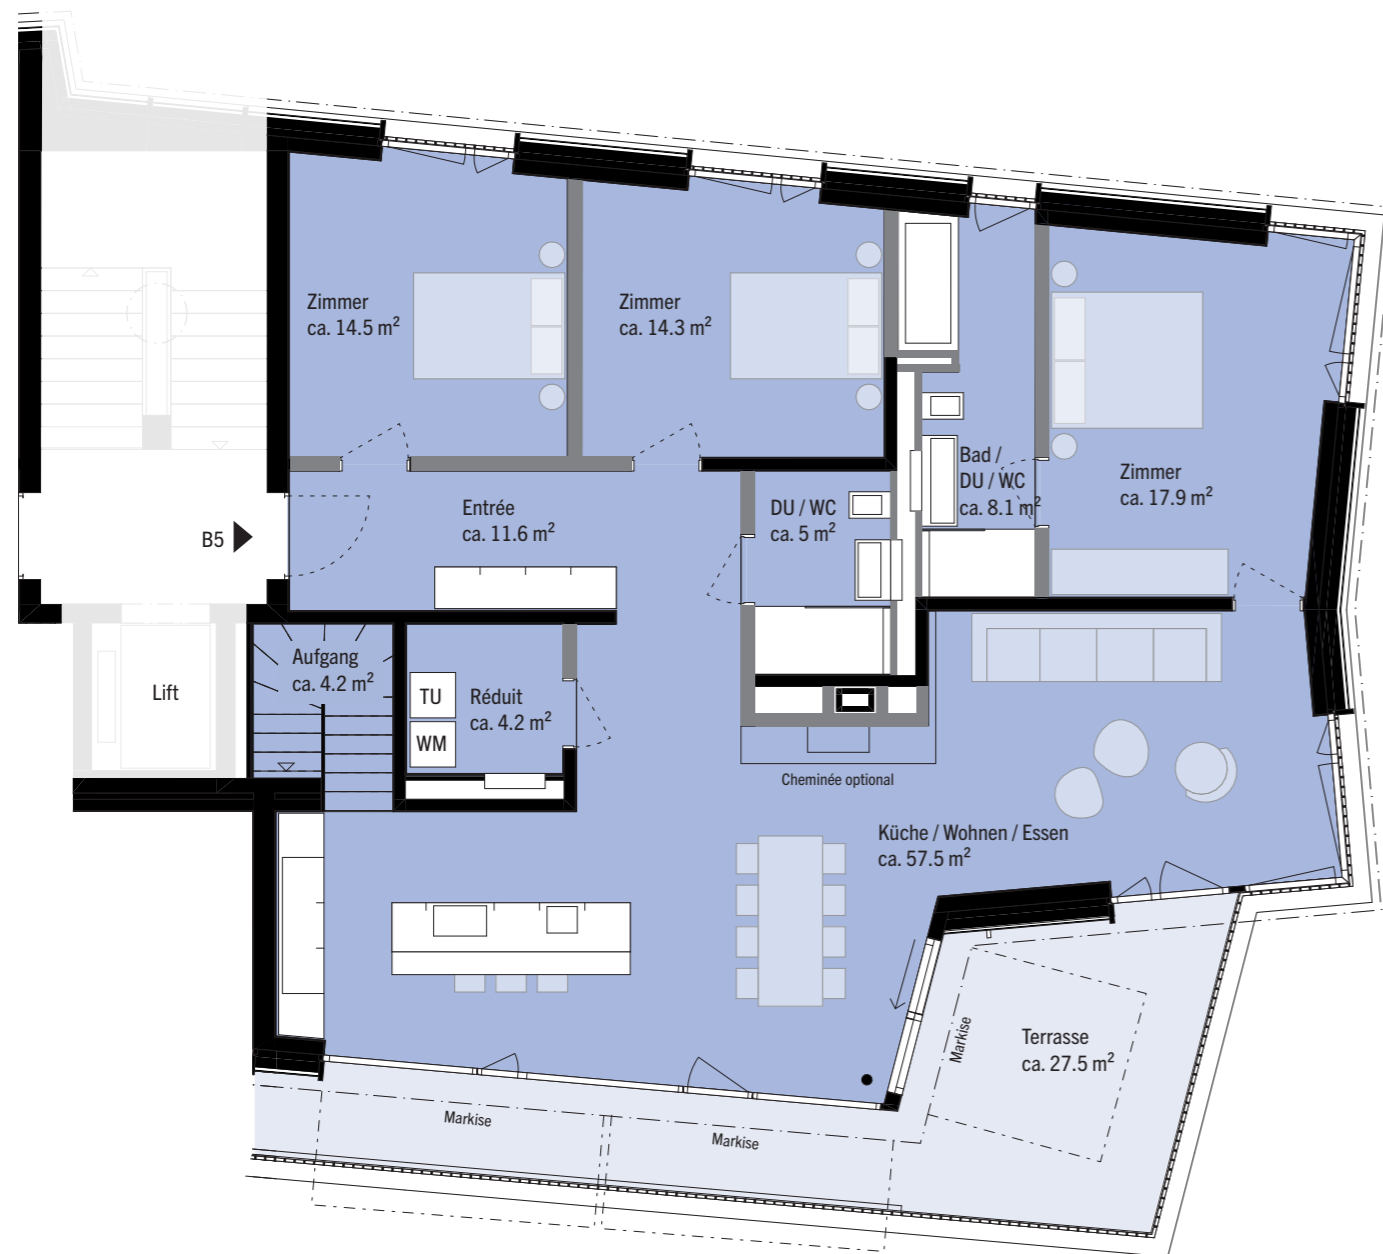 Zimmer
ca. 14.5 m²
Zimmer
ca. 14.3 m²
Bad /
DU / WC
ca. 8.1 m²
Zimmer
ca. 17.9 m²
Entrée
ca. 11.6 m²
DU / WC
ca. 5 m²
B5
Aufgang
ca. 4.2 m²
Lift
TU
WM
Réduit
ca. 4.2 m²
Cheminée optional
Küche / Wohnen / Essen
ca. 57.5 m²
Markise
Terrasse
ca. 27.5 m²
Markise
Markise